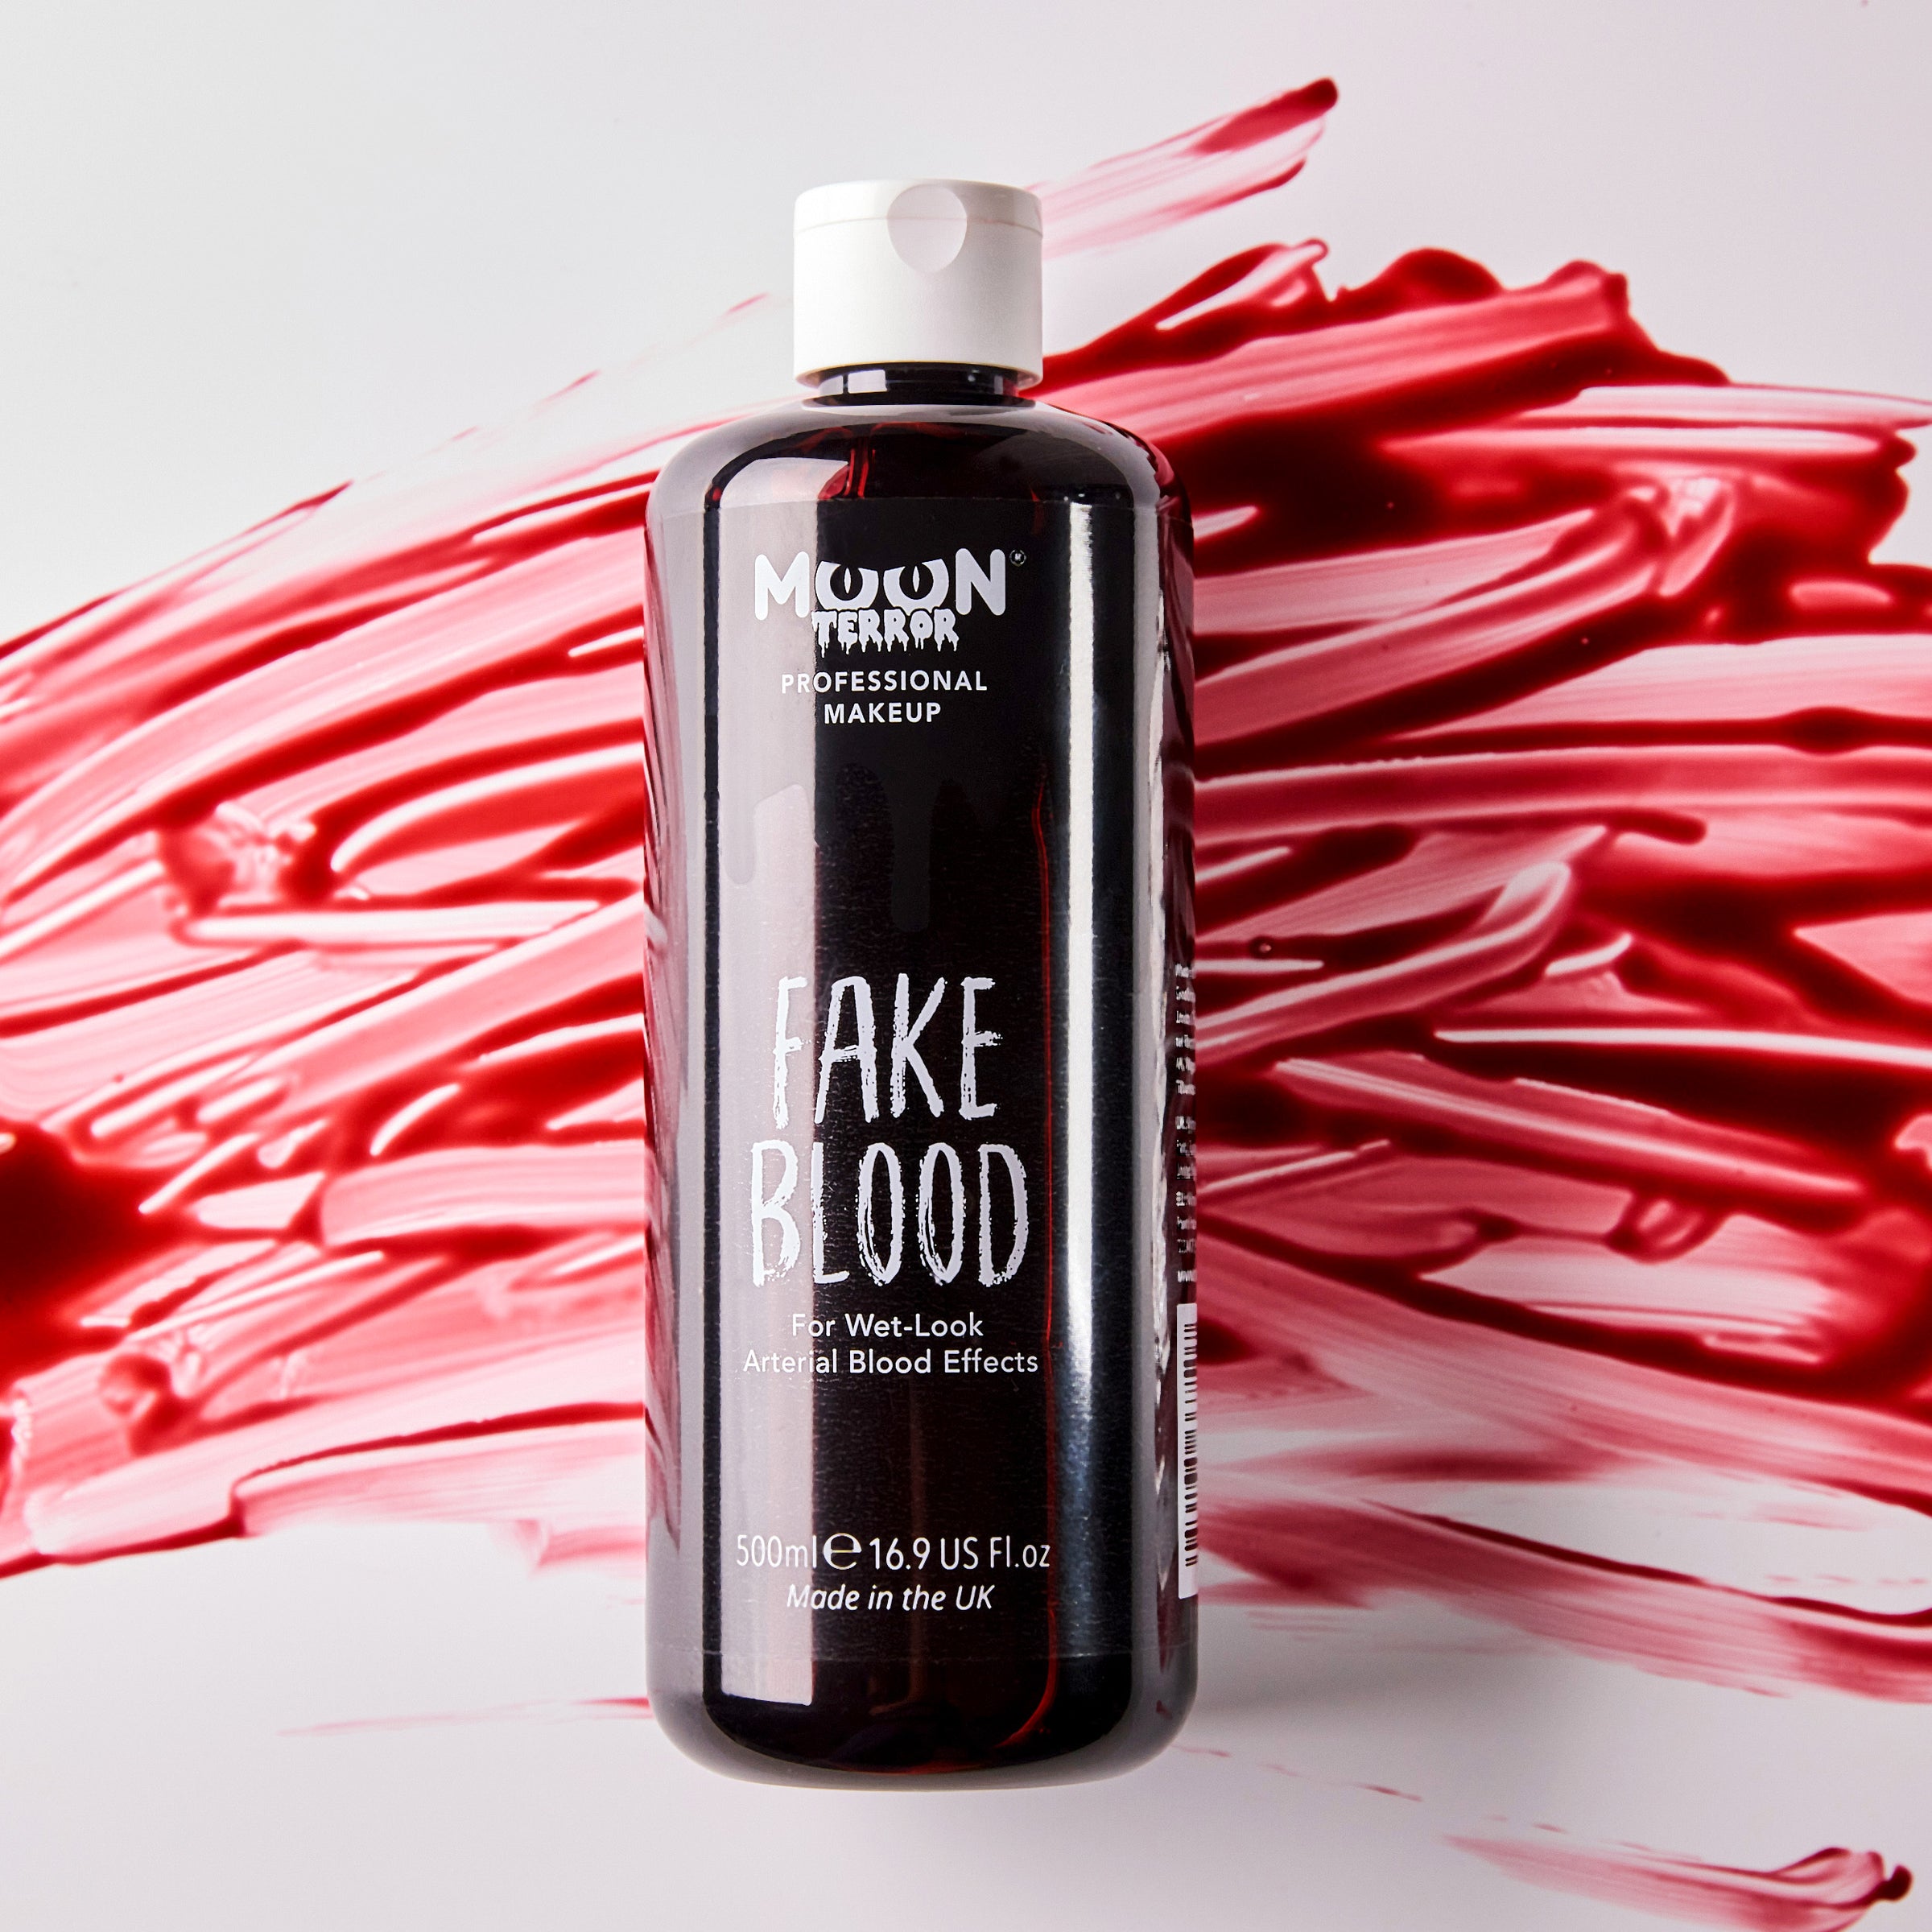 MOON
TERROR
PROFESSIONAL
MAKEUP
FAKE
BLOOD
For Wet-Look
Arterial Blood Effects
500ml℮16.9 US Fl.oz
Made in the UK